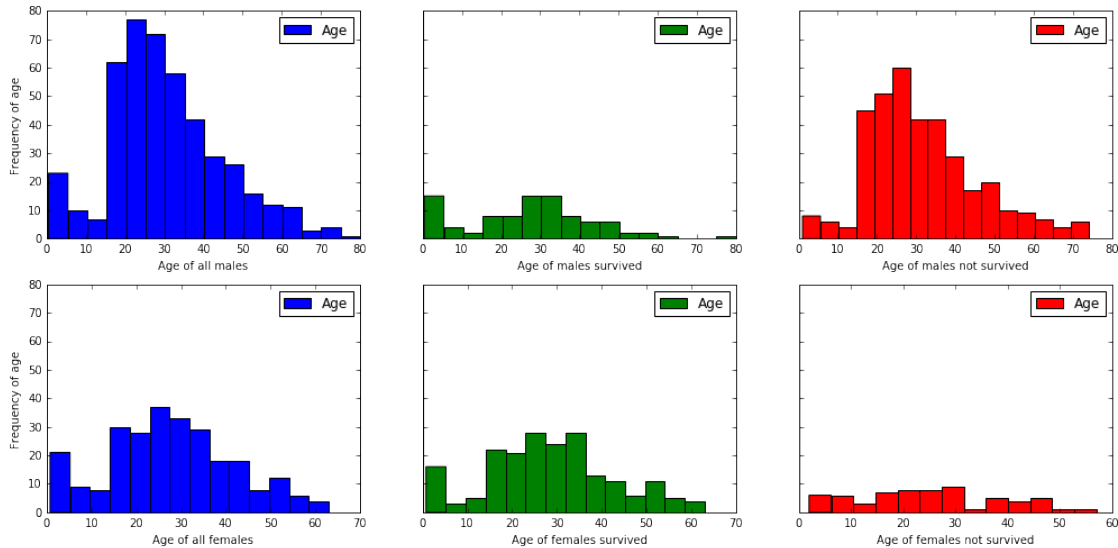 80
70
60
50
40
30
20
10
0
Frequency of age
Age
0 10 20 30 40 50 60 70 80
Age of all males
Age
0 10 20 30 40 50 60 70 80
Age of males survived
Age
0 10 20 30 40 50 60 70 80
Age of males not survived
80
70
60
50
40
30
20
10
0
Frequency of age
Age
0 10 20 30 40 50 60 70
Age of all females
Age
0 10 20 30 40 50 60 70
Age of females survived
Age
0 10 20 30 40 50 60
Age of females not survived